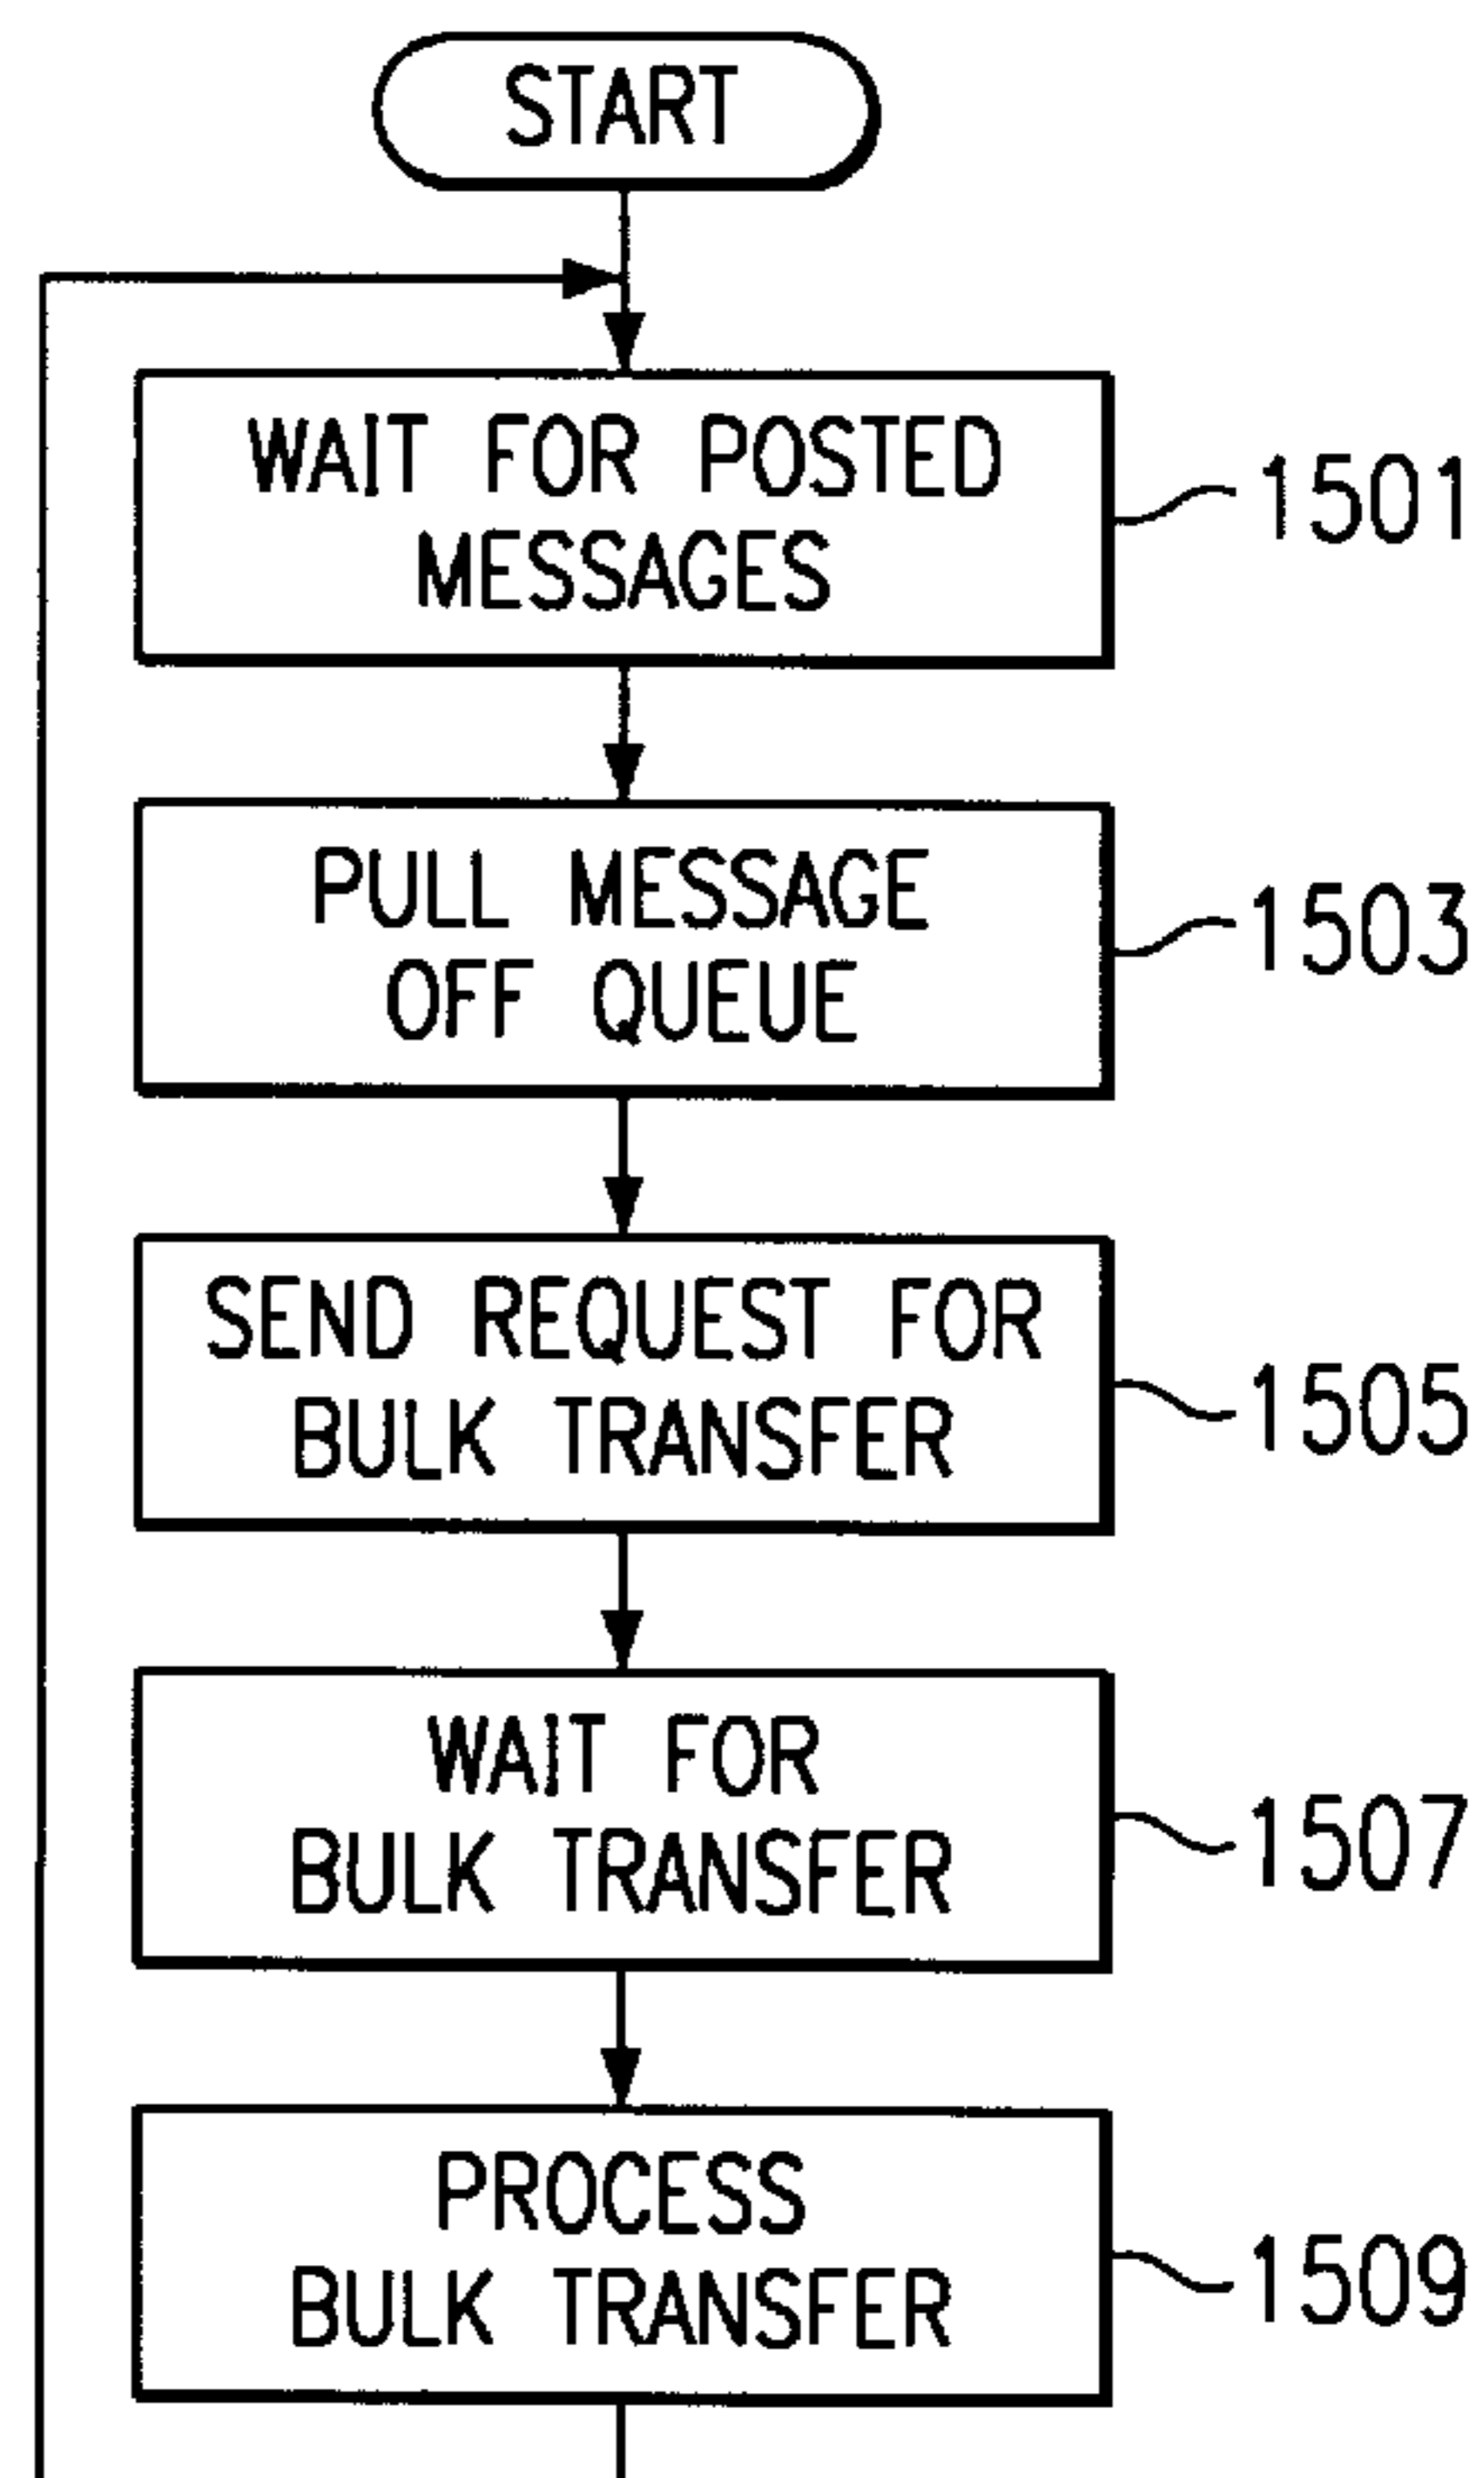 START
WAIT FOR POSTED
MESSAGES
1501
PULL MESSAGE
OFF QUEUE
1503
SEND REQUEST FOR
BULK TRANSFER
1505
WAIT FOR
BULK TRANSFER
1507
PROCESS
BULK TRANSFER
1509